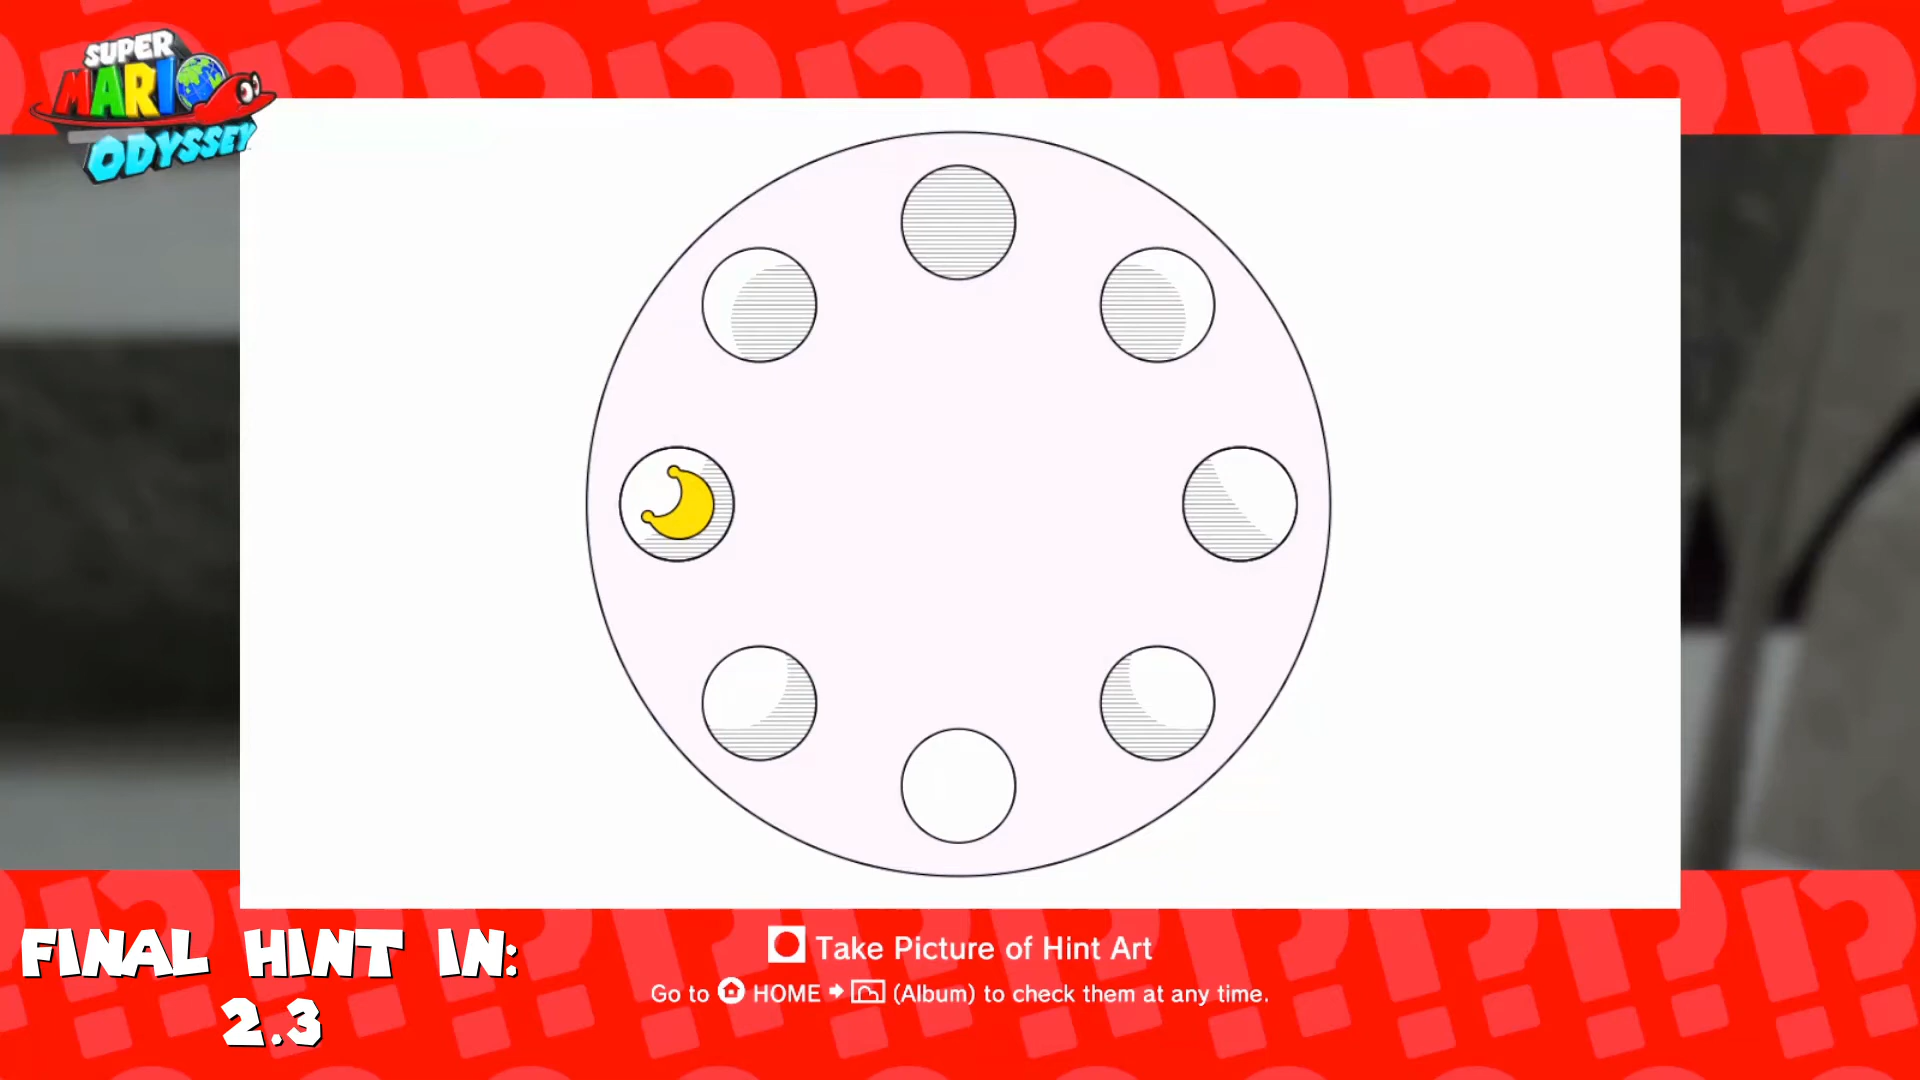 SUPER
MARIO
ODYSSEY
FINAL HINT IN:
2.3
Take Picture of Hint Art
Go to HOME → (Album) to check them at any time.